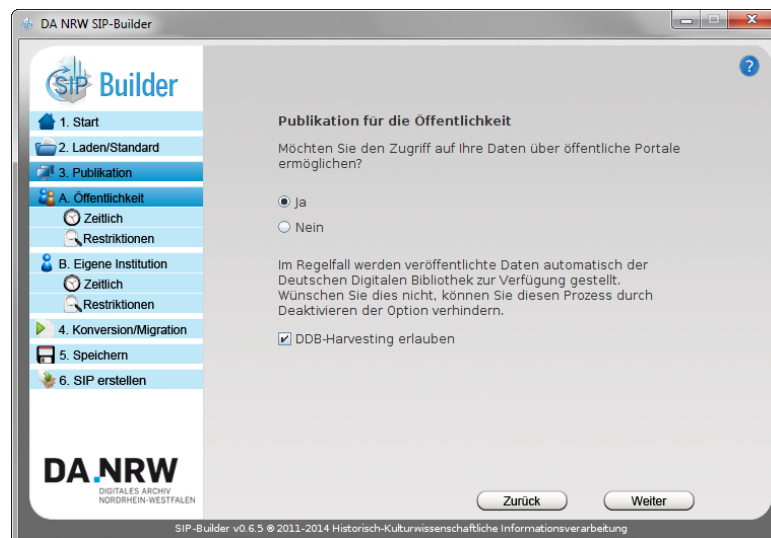 DA NRW SIP-Builder
SIP Builder
1. Start
2. Laden/Standard
3. Publikation
A. Öffentlichkeit
Zeitlich
Restriktionen
B. Eigene Institution
Zeitlich
Restriktionen
4. Konversion/Migration
5. Speichern
6. SIP erstellen
DA.NRW
DIGITALES ARCHIV
NORDRHEIN-WESTFALEN
?
Publikation für die Öffentlichkeit
Möchten Sie den Zugriff auf Ihre Daten über öffentliche Portale
ermöglichen?
Ja
Nein
Im Regelfall werden veröffentlichte Daten automatisch der
Deutschen Digitalen Bibliothek zur Verfügung gestellt.
Wünschen Sie dies nicht, können Sie diesen Prozess durch
Deaktivieren der Option verhindern.
DDB-Harvesting erlauben
Zurück
Weiter
SIP-Builder v0.6.5 © 2011-2014 Historisch-Kulturwissenschaftliche Informationsverarbeitung